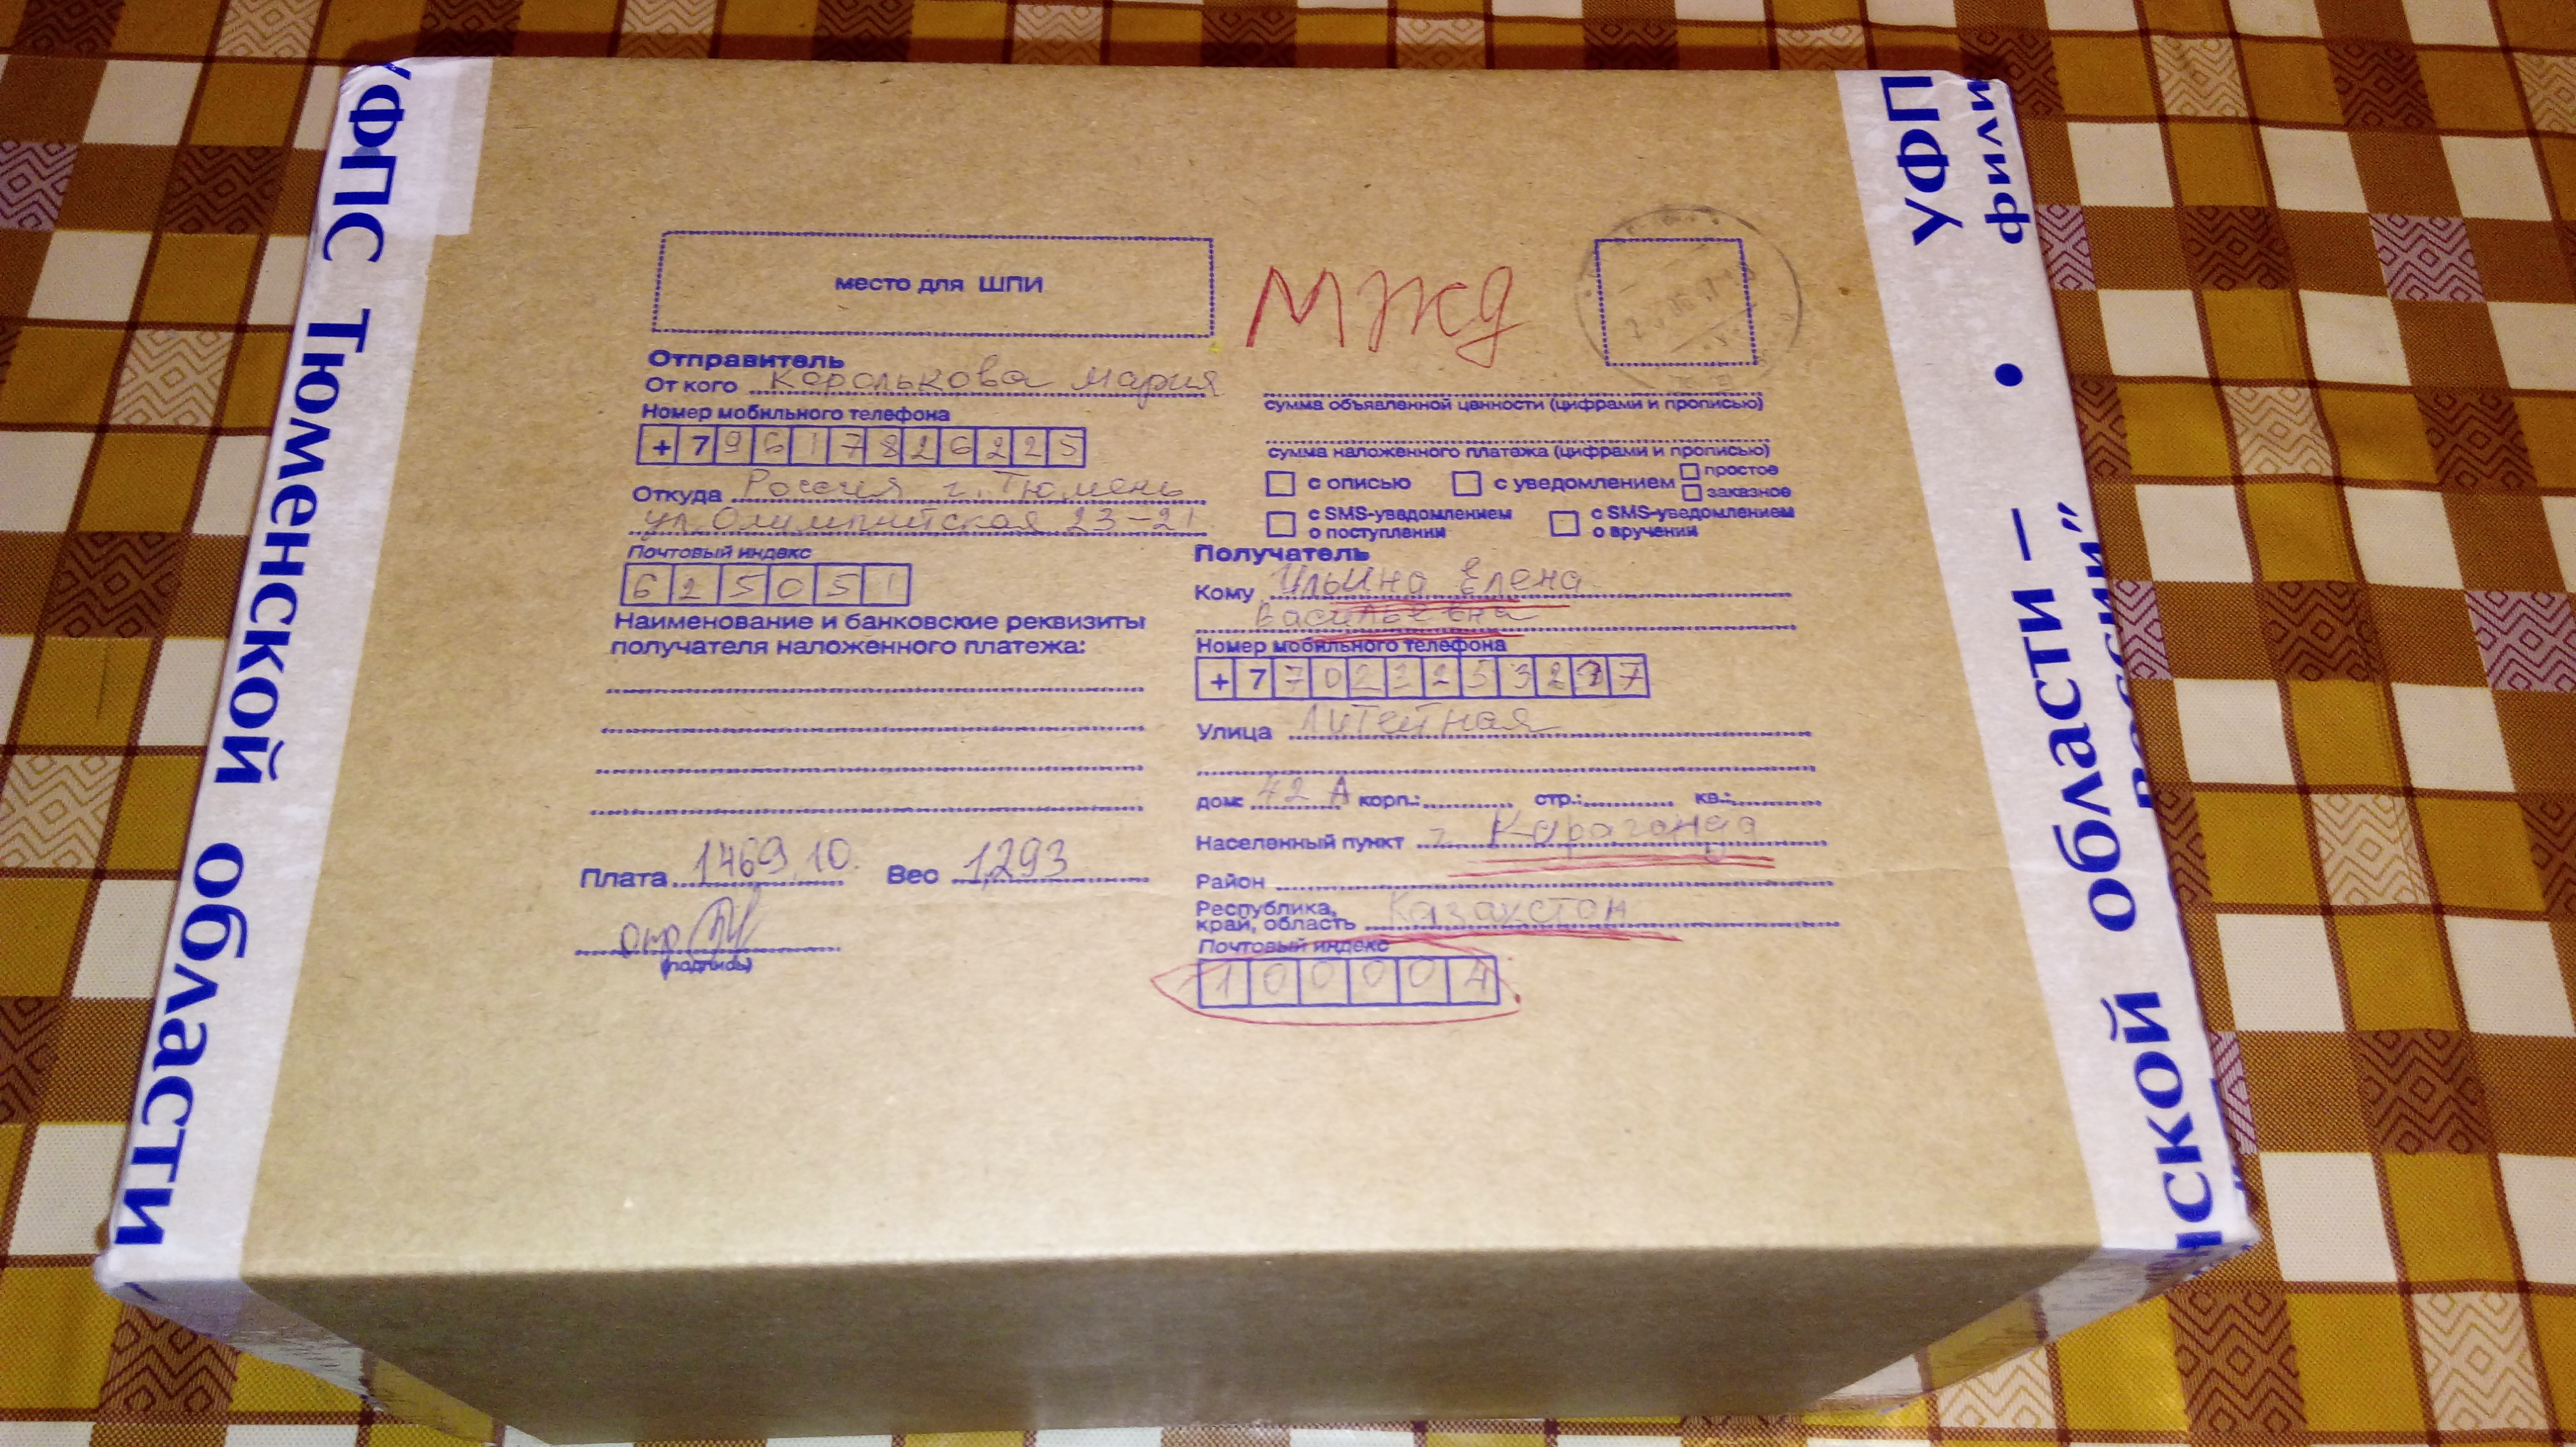 УФПС Тюменской области
место для ШПИ
МЖД
Отправитель
От кого Королькова Мария
Номер мобильного телефона
+79617826225
Откуда Россия г. Тюмень
ул. Олимпийская 23-21
Почтовый индекс
625051
Наименование и банковские реквизиты
получателя наложенного платежа:
Плата 1469.10. Вес 1,293
(подпись)
сумма объявленной ценности (цифрами и прописью)
сумма наложенного платежа (цифрами и прописью)
с описью с уведомлением простое
заказное
с SMS-уведомлением о поступлении
с SMS-уведомлением о вручении
Получатель
Кому Ильина Елена
Васильевна
Номер мобильного телефона
+770222532
Улица Литейная
дом: 42 А корп.: стр.: кв.:
Населенный пункт г. Караганда
Район
Республика,
край, область Казахстан
Почтовый индекс
100004
УФП
ской области —
• фили
России”